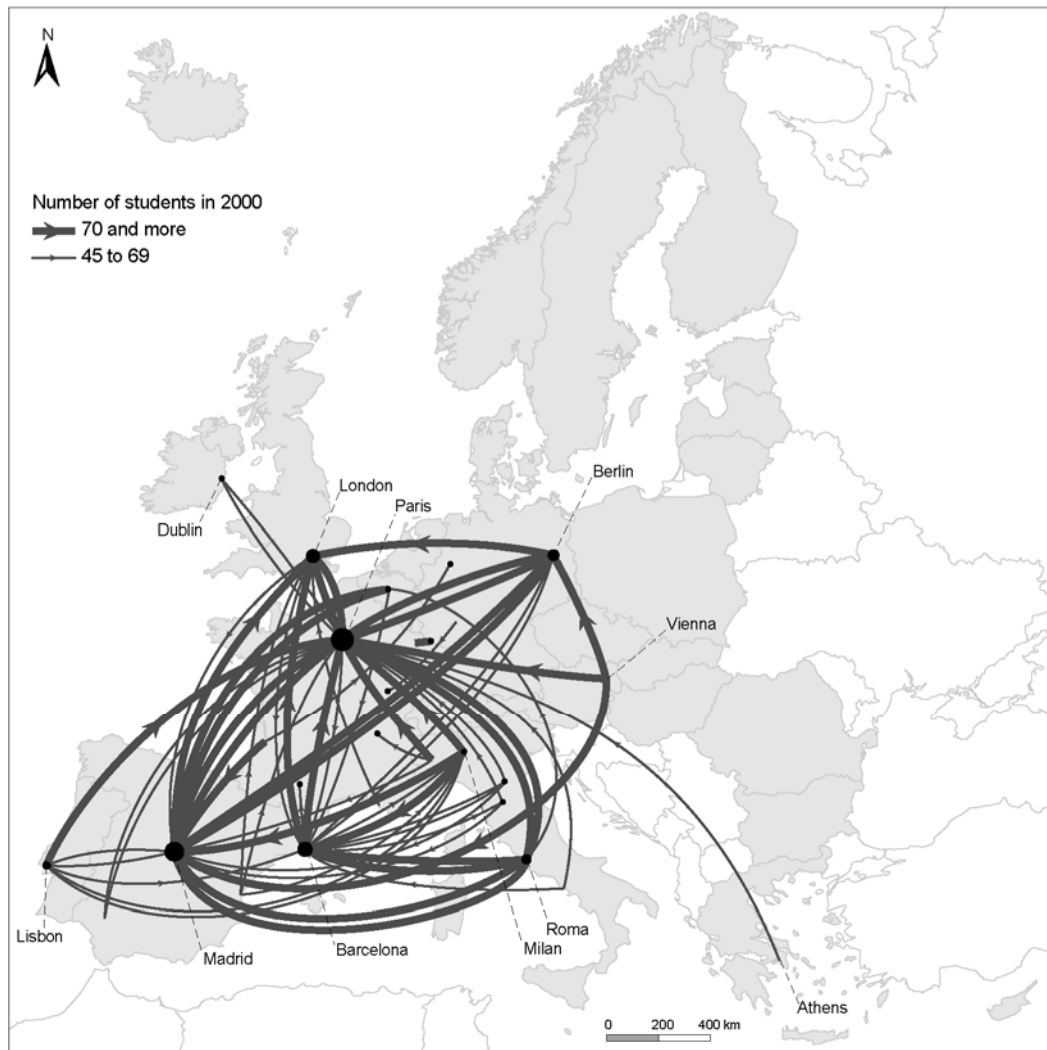 N
Number of students in 2000
70 and more
45 to 69
London
Berlin
Paris
Dublin
Vienna
Lisbon
Madrid
Barcelona
Milan
Roma
Athens
0 200 400 km